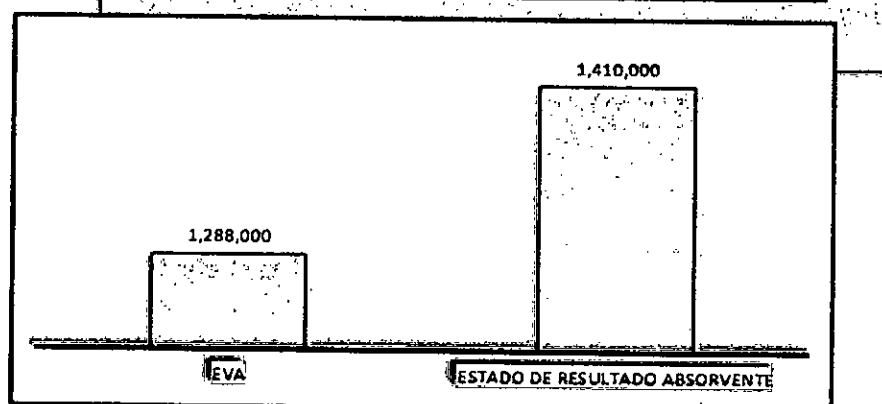 1,410,000
1,288,000
EVA
ESTADO DE RESULTADO ABSORVENTE